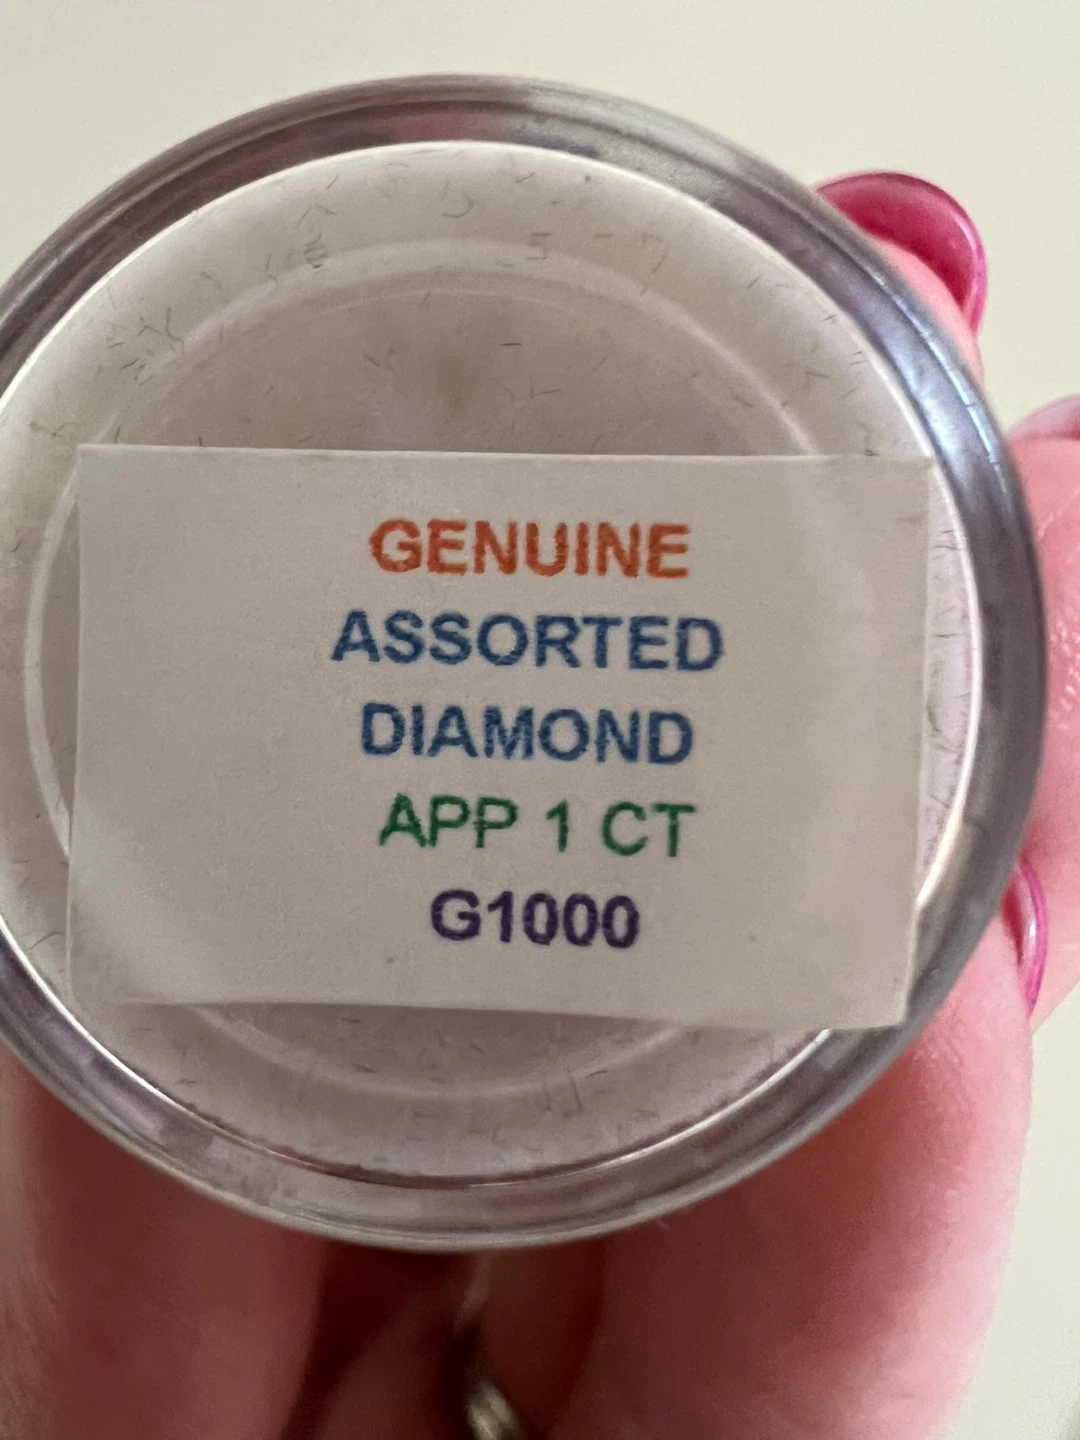 GENUINE
ASSORTED
DIAMOND
APP 1 CT
G1000